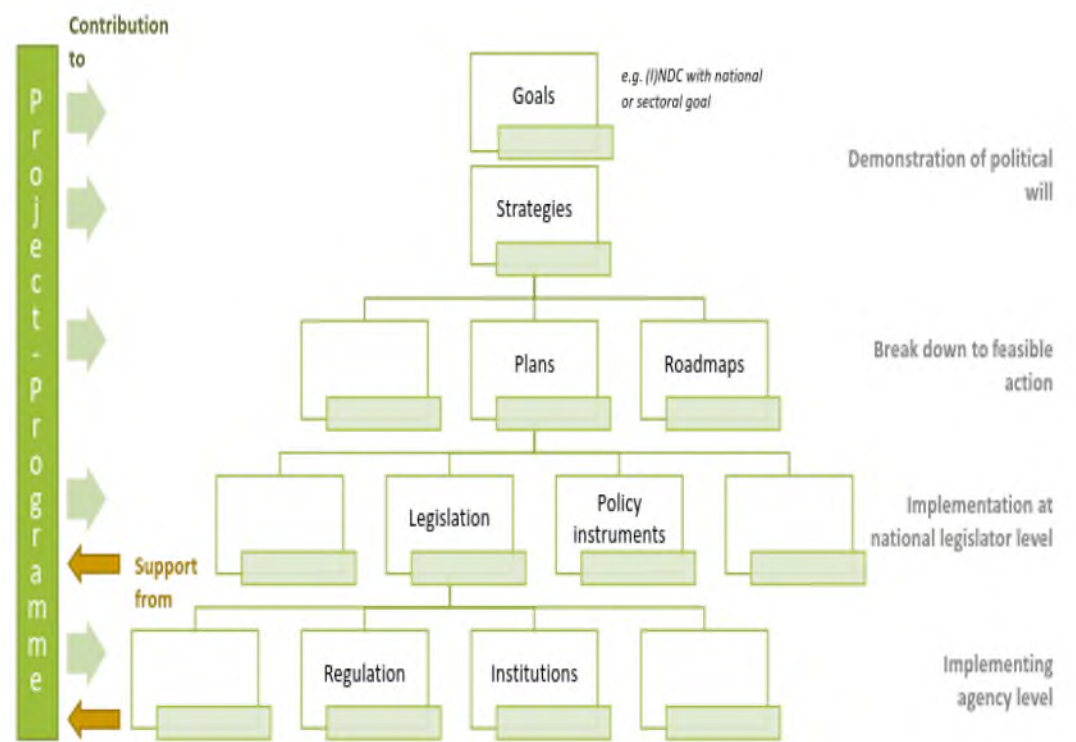 Contribution
to
Project-Programme
Goals
e.g. (I)NDC with national
or sectoral goal
Demonstration of political
will
Strategies
Plans
Roadmaps
Break down to feasible
action
Legislation
Policy
instruments
Implementation at
national legislator level
Support
from
Regulation
Institutions
Implementing
agency level